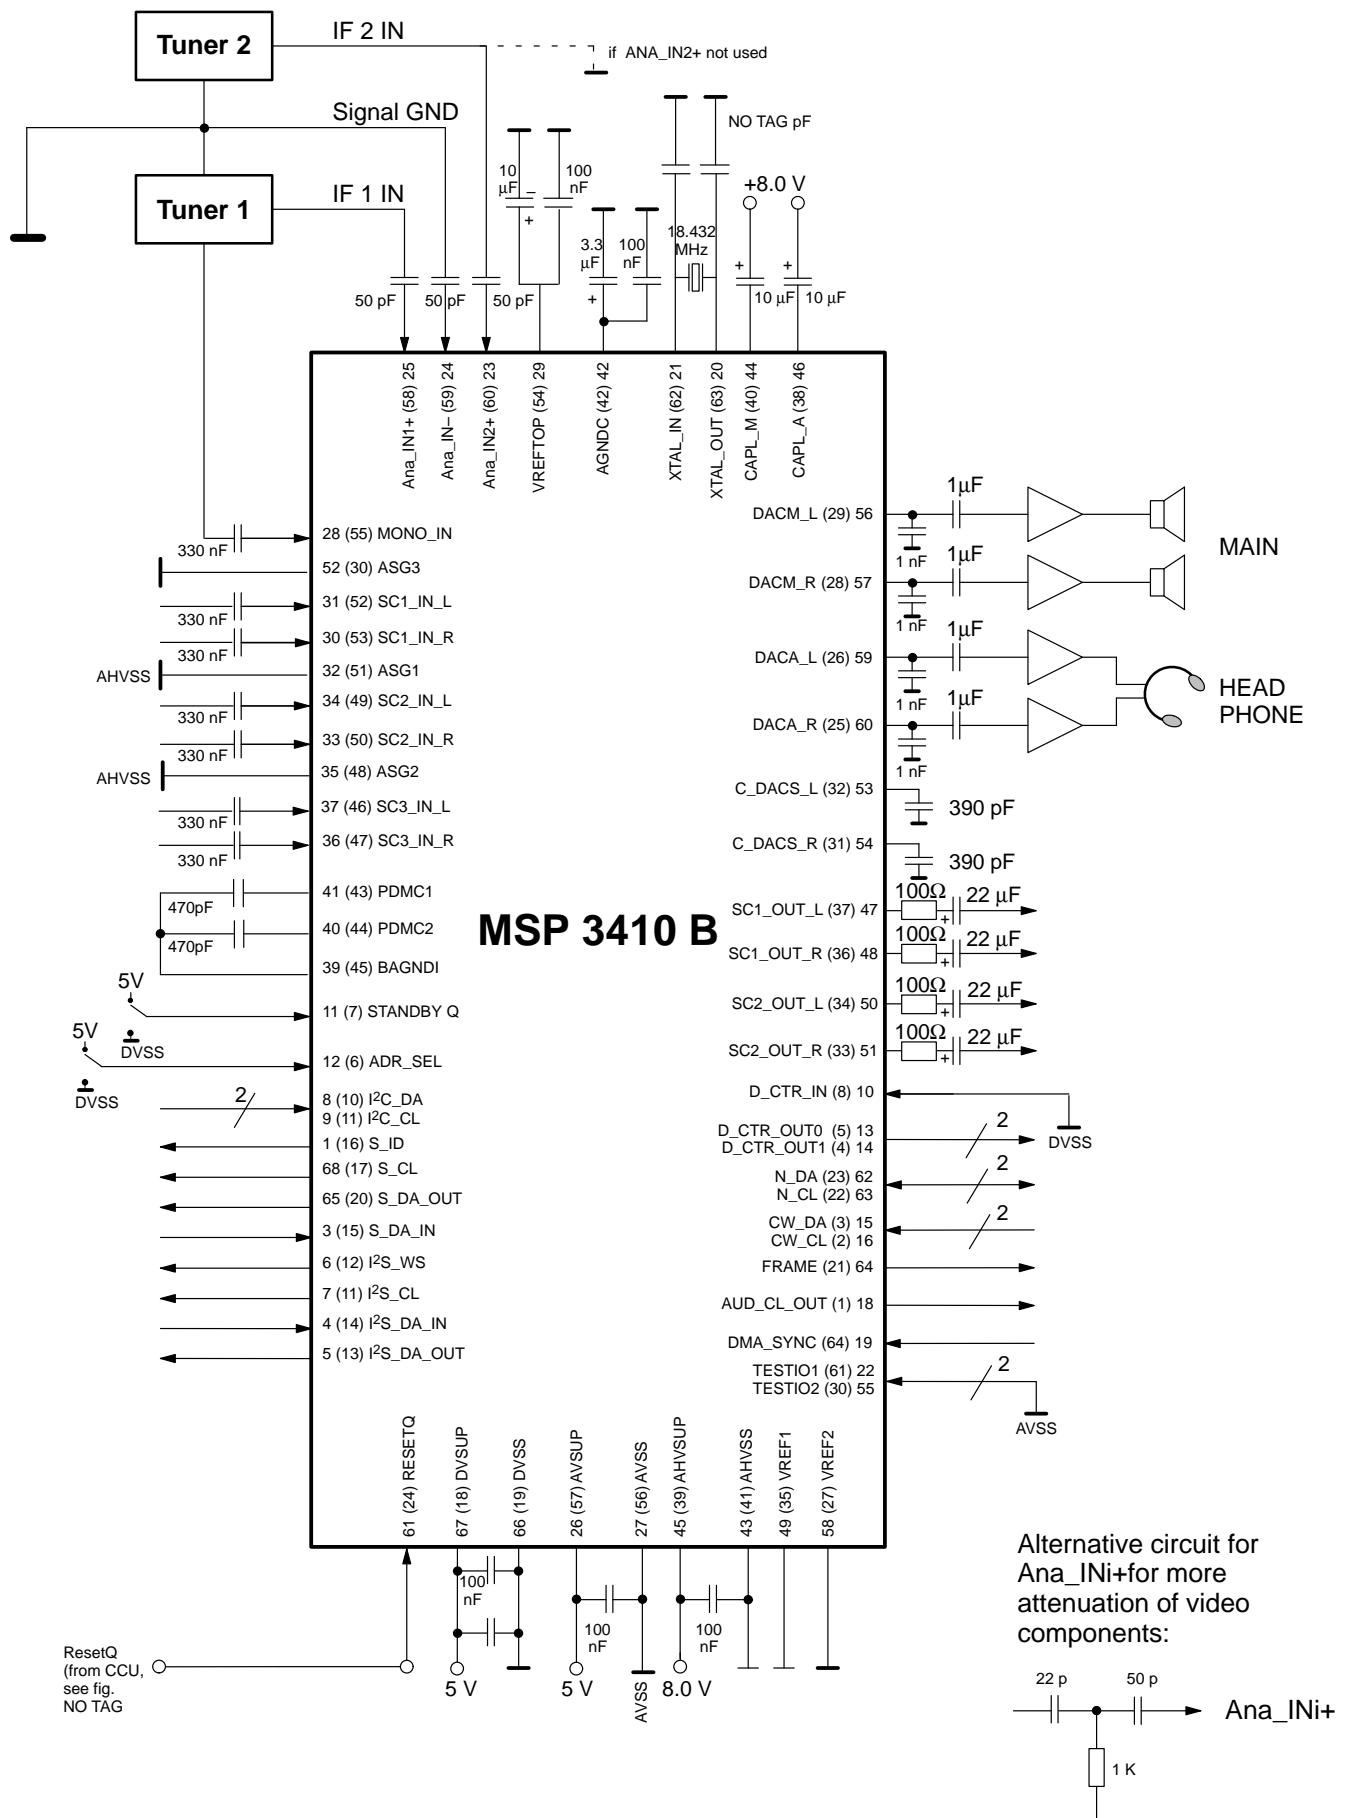 Tuner 2
IF 2 IN
if ANA_IN2+ not used
Signal GND
NO TAG pF
10
µF
–
+
100
nF
Tuner 1
IF 1 IN
+8.0 V
3.3
µF
+
100
nF
18.432
MHz
+
+
50 pF
50 pF
50 pF
10 µF
10 µF
Ana_IN1+ (58) 25
Ana_IN– (59) 24
Ana_IN2+ (60) 23
VREFTOP (54) 29
AGNDC (42) 42
XTAL_IN (62) 21
XTAL_OUT (63) 20
CAPL_M (40) 44
CAPL_A (38) 46
330 nF
28 (55) MONO_IN
52 (30) ASG3
330 nF
31 (52) SC1_IN_L
330 nF
30 (53) SC1_IN_R
AHVSS
32 (51) ASG1
330 nF
34 (49) SC2_IN_L
330 nF
33 (50) SC2_IN_R
AHVSS
35 (48) ASG2
330 nF
37 (46) SC3_IN_L
330 nF
36 (47) SC3_IN_R
470pF
41 (43) PDMC1
470pF
40 (44) PDMC2
39 (45) BAGNDI
5V
DVSS
11 (7) STANDBY Q
5V
DVSS
12 (6) ADR_SEL
2
8 (10) I²C_DA
9 (11) I²C_CL
1 (16) S_ID
68 (17) S_CL
65 (20) S_DA_OUT
3 (15) S_DA_IN
6 (12) I²S_WS
7 (11) I²S_CL
4 (14) I²S_DA_IN
5 (13) I²S_DA_OUT
MSP 3410 B
DACM_L (29) 56
1µF
1 nF
MAIN
DACM_R (28) 57
1µF
1 nF
DACA_L (26) 59
1µF
1 nF
HEAD
PHONE
DACA_R (25) 60
1µF
1 nF
C_DACS_L (32) 53
390 pF
C_DACS_R (31) 54
390 pF
SC1_OUT_L (37) 47
100Ω
+
22 µF
SC1_OUT_R (36) 48
100Ω
+
22 µF
SC2_OUT_L (34) 50
100Ω
+
22 µF
SC2_OUT_R (33) 51
100Ω
+
22 µF
D_CTR_IN (8) 10
DVSS
D_CTR_OUT0 (5) 13
D_CTR_OUT1 (4) 14
2
N_DA (23) 62
N_CL (22) 63
2
CW_DA (3) 15
CW_CL (2) 16
2
FRAME (21) 64
AUD_CL_OUT (1) 18
DMA_SYNC (64) 19
TESTIO1 (61) 22
TESTIO2 (30) 55
2
AVSS
61 (24) RESETQ
67 (18) DVSUP
66 (19) DVSS
26 (57) AVSUP
27 (56) AVSS
45 (39) AHVSUP
43 (41) AHVSS
49 (35) VREF1
58 (27) VREF2
100
nF
100
nF
100
nF
ResetQ
(from CCU,
see fig.
NO TAG
5 V
5 V
AVSS
8.0 V
Alternative circuit for
Ana_INi+for more
attenuation of video
components:
22 p
50 p
Ana_INi+
1 K